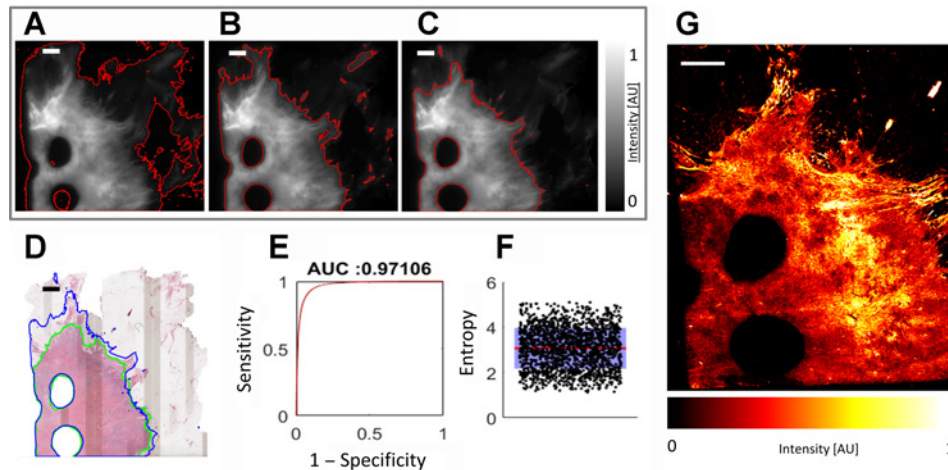 A
B
C
1
Intensity [AU]
0
G
D
E
F
AUC :0.97106
1
0.5
0
Sensitivity
0
0.5
1
1 – Specificity
6
4
2
0
Entropy
0
Intensity [AU]